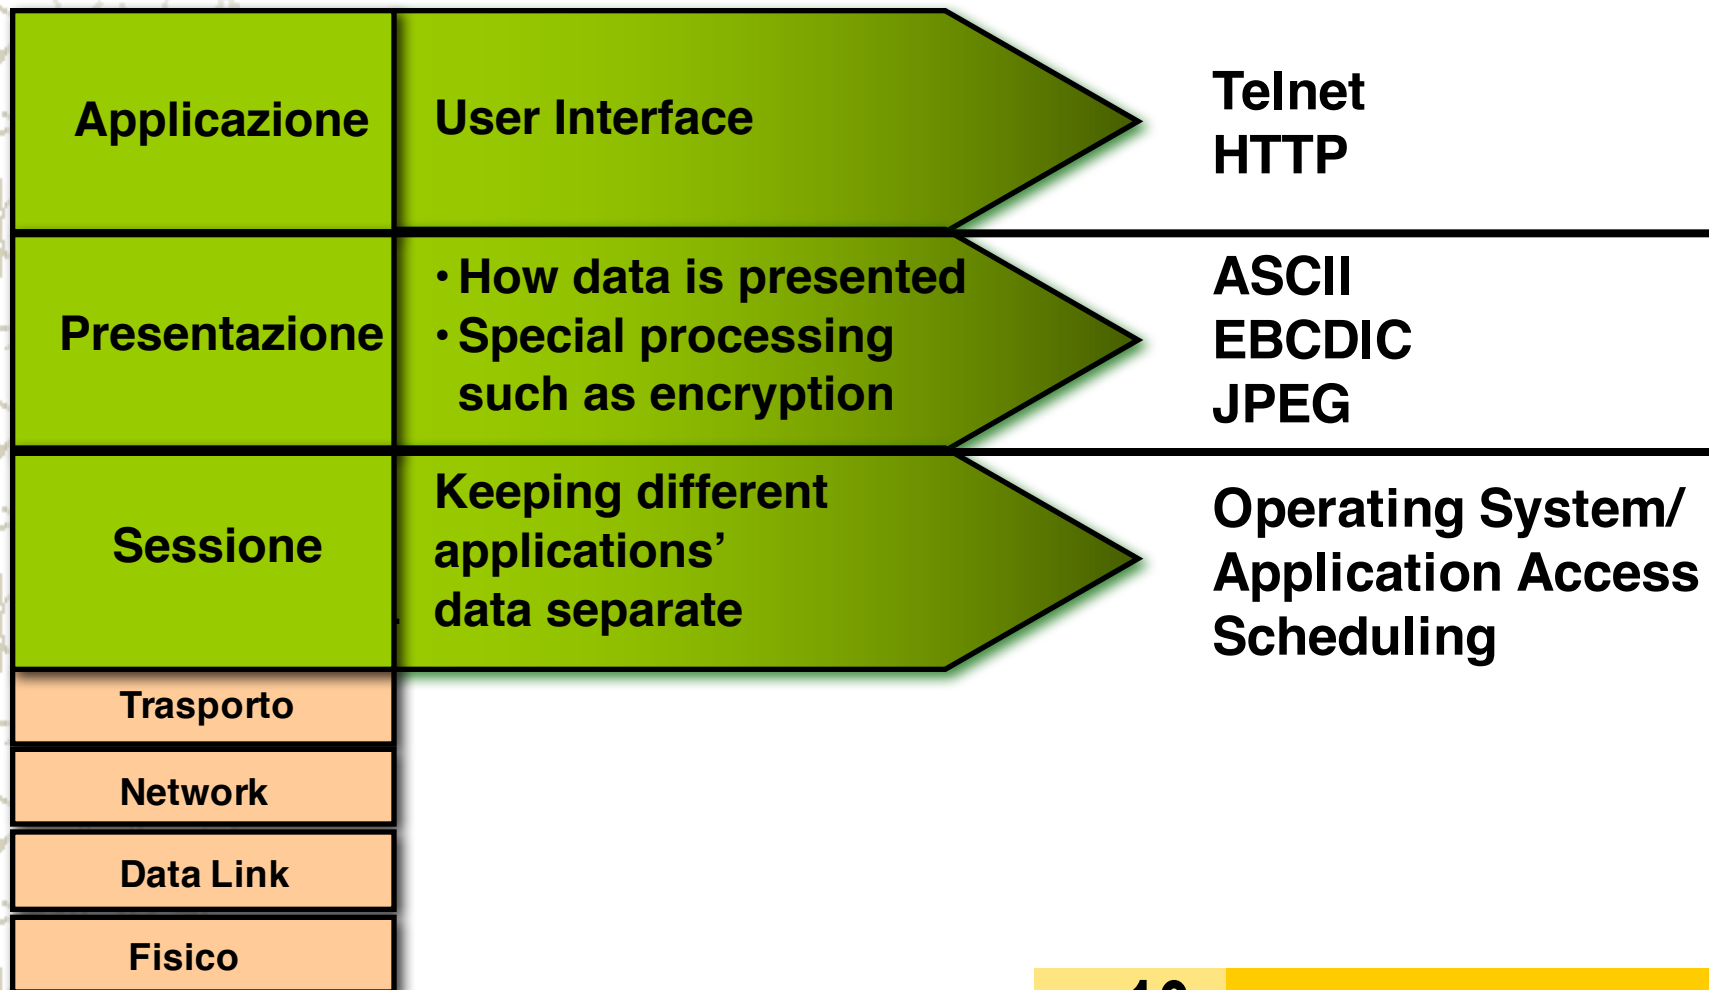 Applicazione
User Interface
Telnet
HTTP
Presentazione
• How data is presented
• Special processing
such as encryption
ASCII
EBCDIC
JPEG
Sessione
Keeping different
applications’
data separate
Operating System/
Application Access
Scheduling
Trasporto
Network
Data Link
Fisico